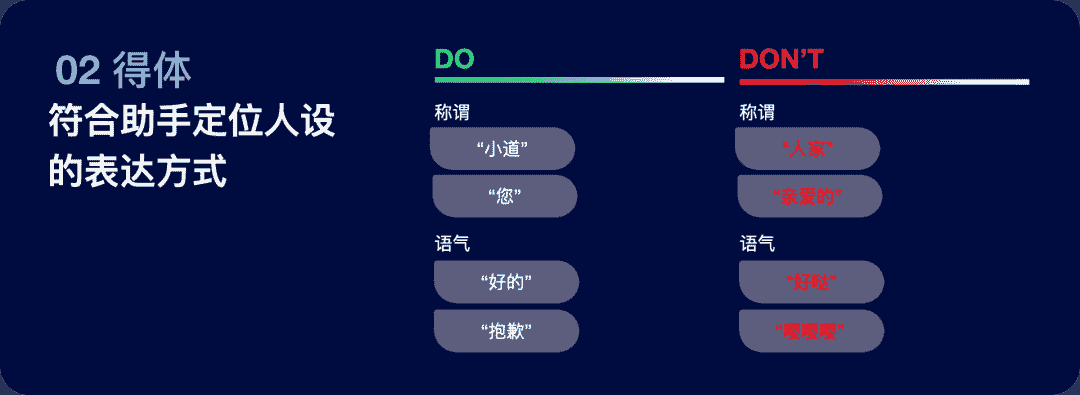 02 得体
符合助手定位人设
的表达方式
DO
称谓
“小道”
“您”
语气
“好的”
“抱歉”
DON’T
称谓
“人家”
“亲爱的”
语气
“好哒”
“嘤嘤嘤”